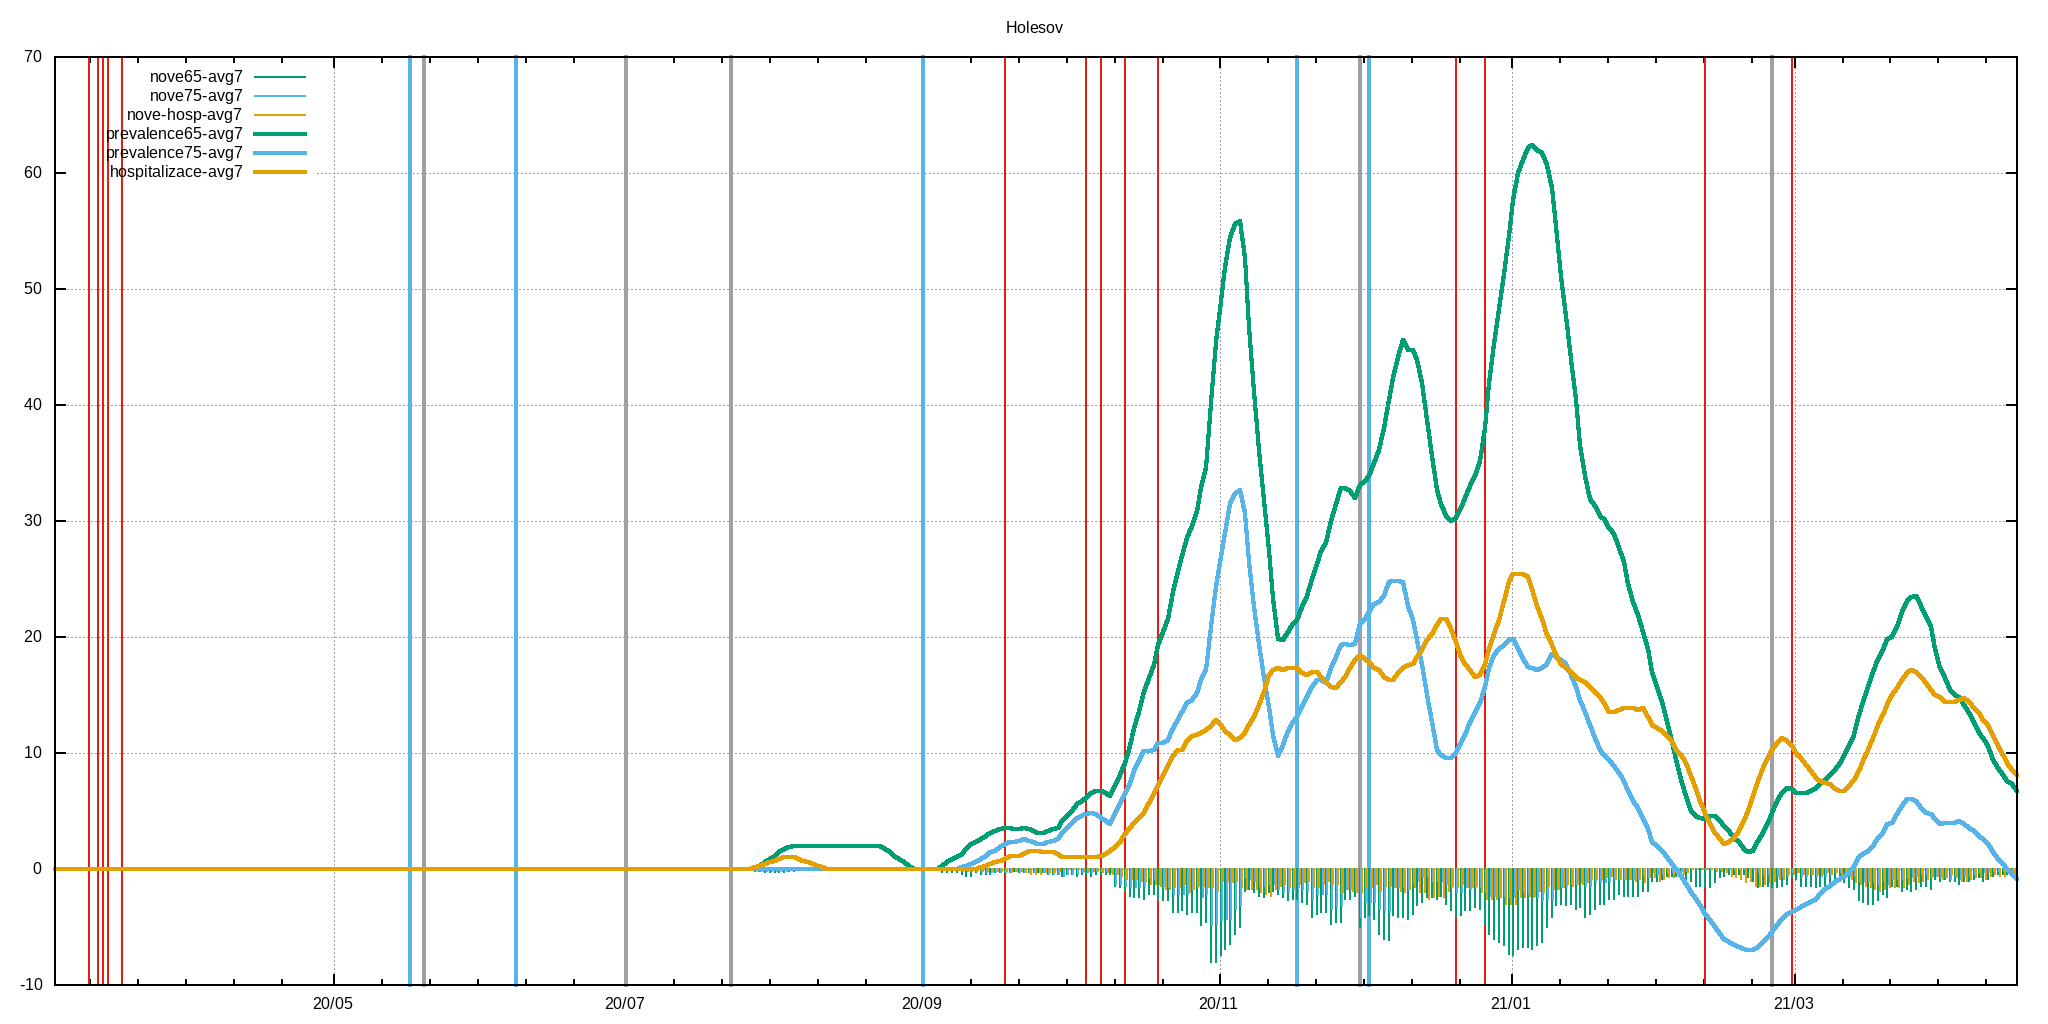 Holesov
70
60
50
40
30
20
10
0
-10
nove65-avg7
nove75-avg7
nove-hosp-avg7
prevalence65-avg7
prevalence75-avg7
hospitalizace-avg7
20/05 20/07 20/09 20/11 21/01 21/03